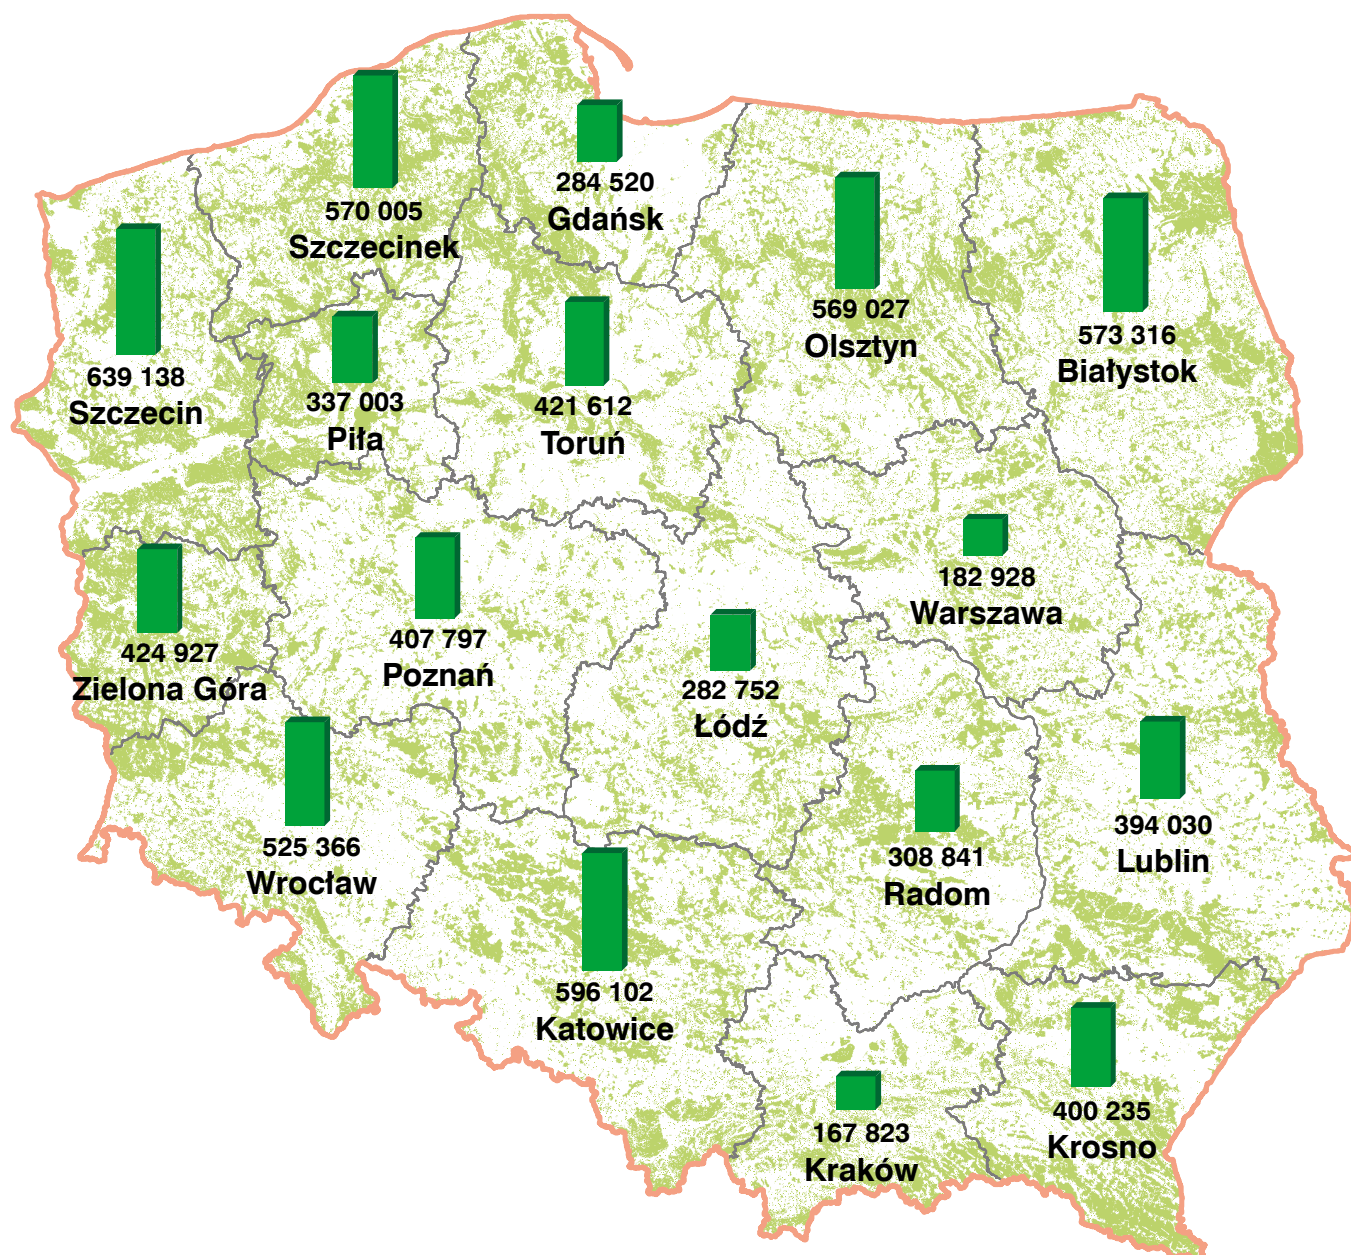 284 520
Gdańsk
570 005
Szczecinek
569 027
Olsztyn
573 316
Białystok
639 138
Szczecin
337 003
Piła
421 612
Toruń
182 928
Warszawa
424 927
Zielona Góra
407 797
Poznań
282 752
Łódź
525 366
Wrocław
394 030
Lublin
308 841
Radom
596 102
Katowice
400 235
Krosno
167 823
Kraków